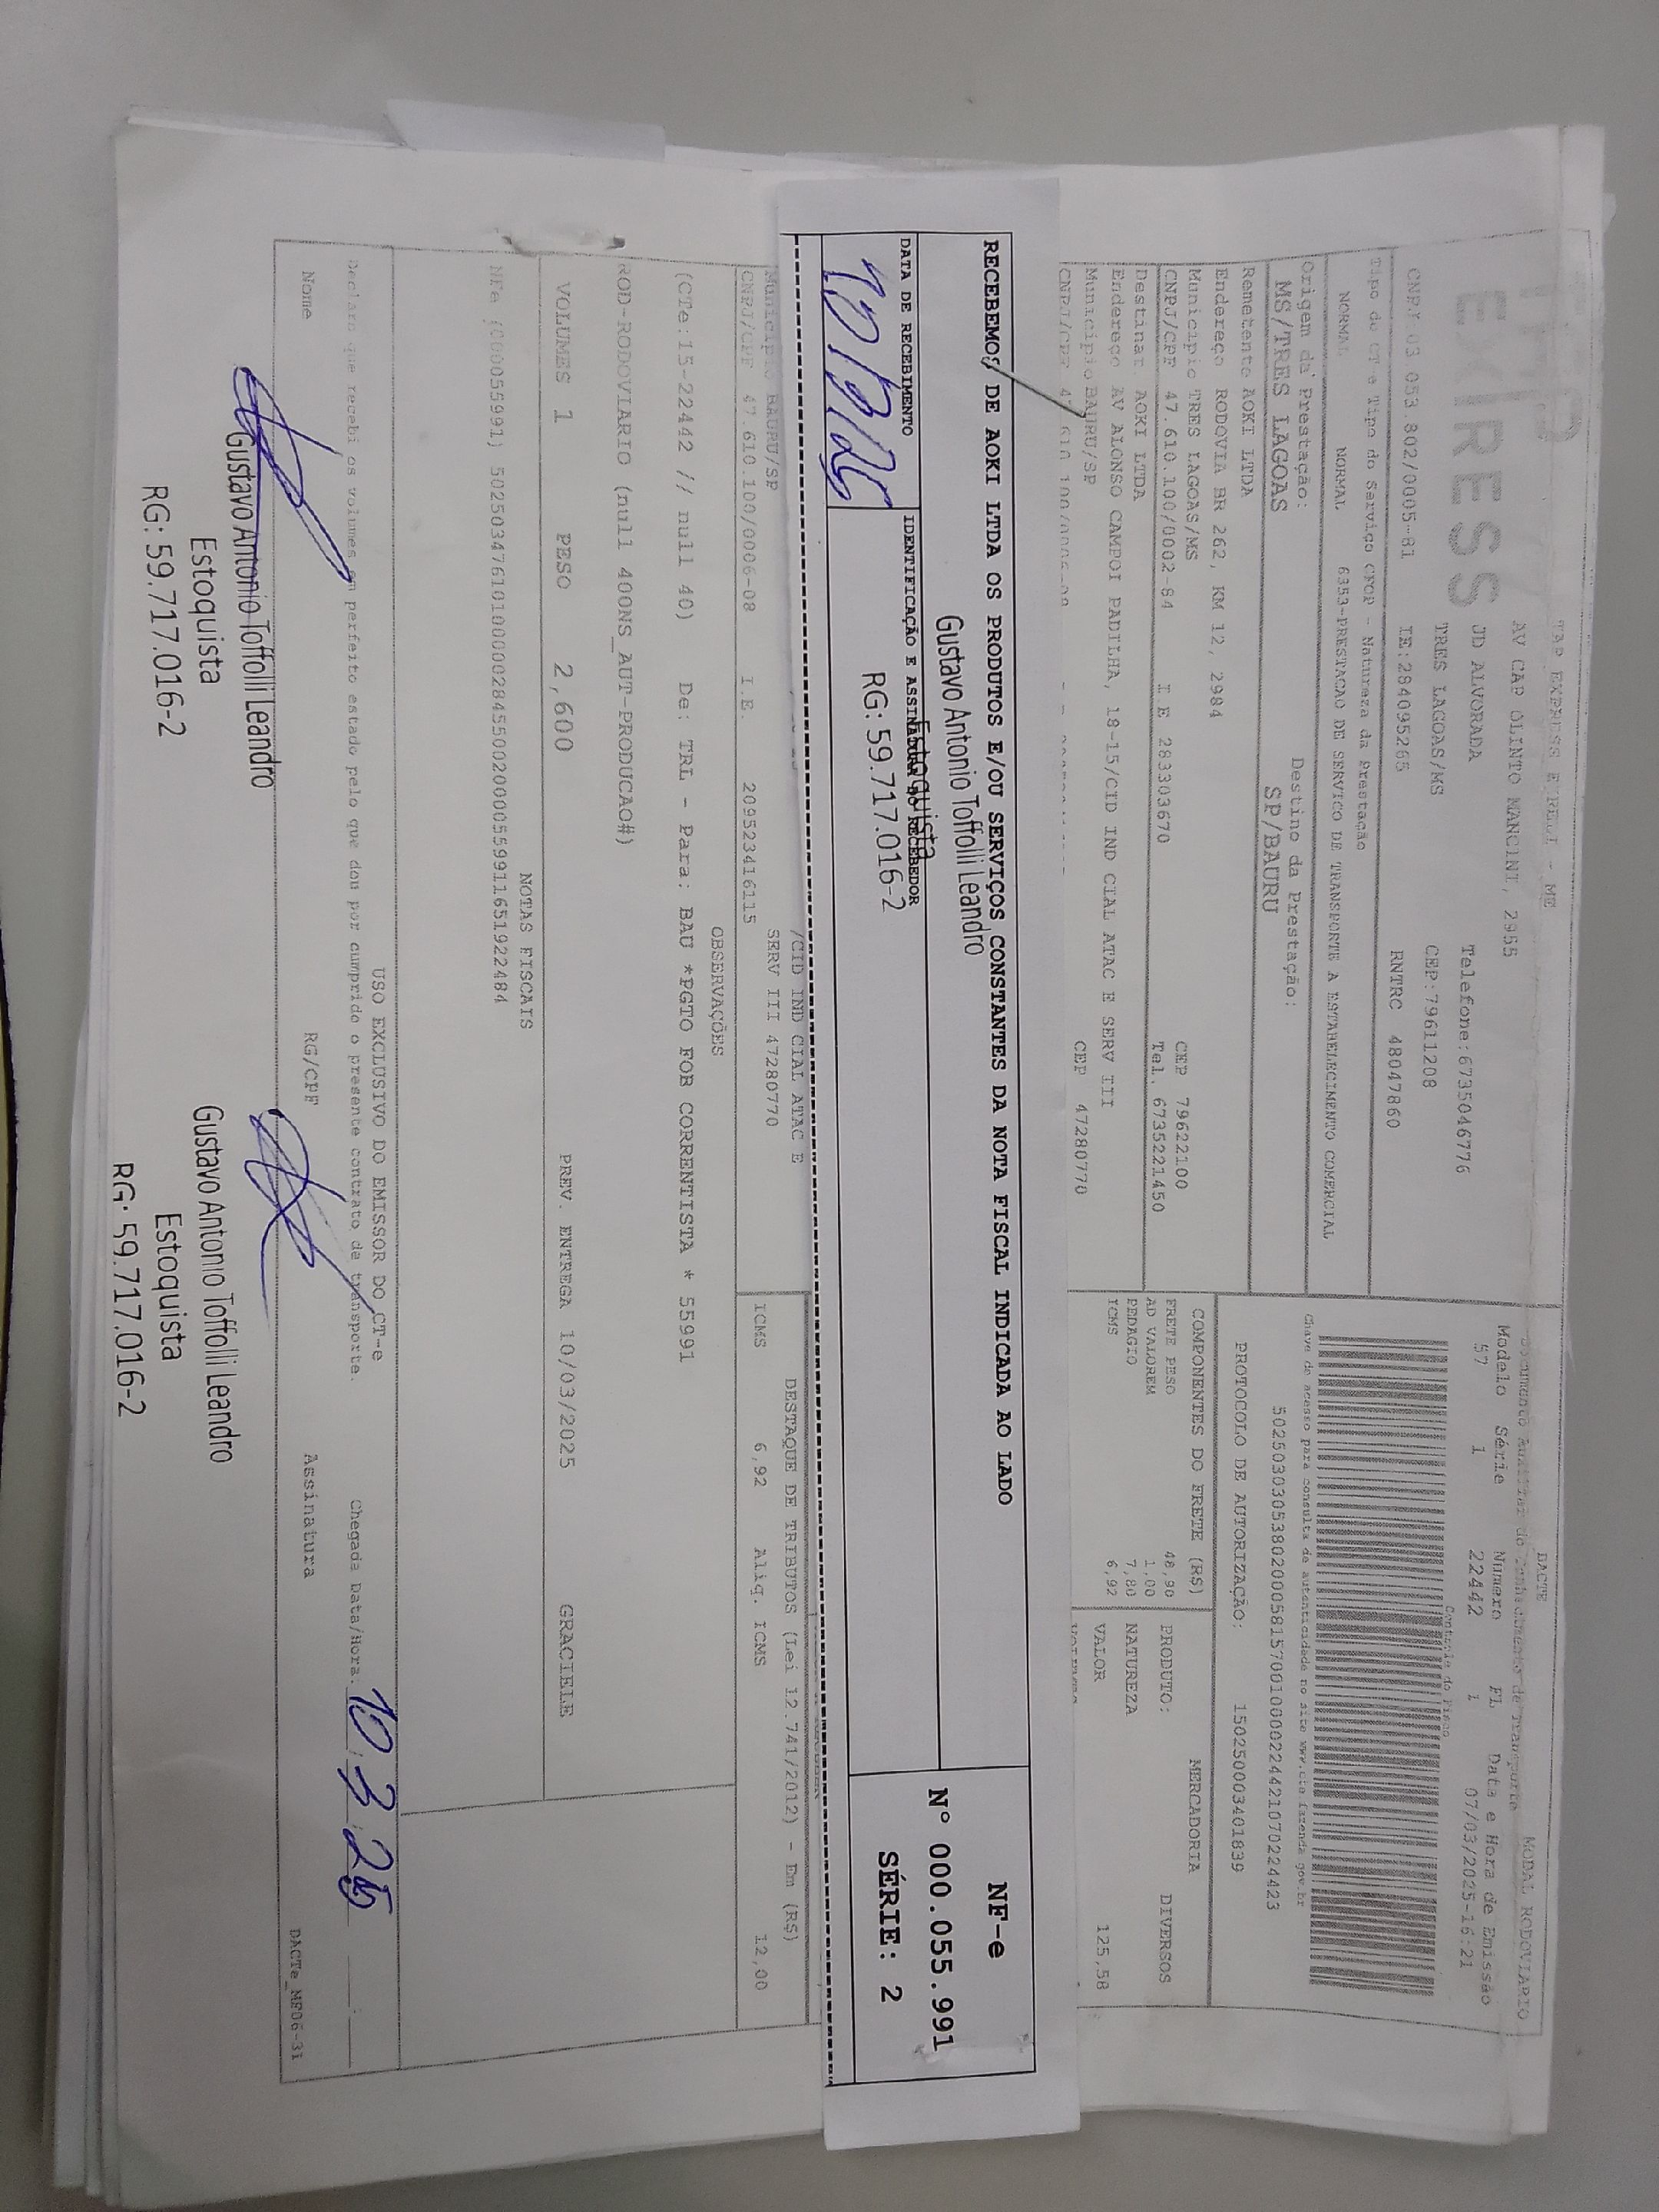 EXPRESS
TAP EXPRESS EIRELI - ME
AV CAP OLINTO MANCINI, 2955
JD ALVORADA Telefone:6735046776
TRES LAGOAS/MS CEP:79611208
CNPJ:03.053.802/0005-81 IE:284095265 RNTRC 48047860
Tipo do CT-e Tipo do Serviço CFOP - Natureza da Prestação
NORMAL NORMAL 6353-PRESTACAO DE SERVICO DE TRANSPORTE A ESTABELECIMENTO COMERCIAL
Origem da Prestação: Destino da Prestação:
MS/TRES LAGOAS SP/BAURU
Remetente AOKI LTDA
Endereço RODOVIA BR 262, KM 12, 2984
Município TRES LAGOAS/MS CEP 79622100
CNPJ/CPF 47.610.100/0002-84 I.E 283303670 Tel. 6735221450
Destinat. AOKI LTDA
Endereço AV ALONSO CAMPOI PADILHA, 18-15/CID IND CIAL ATAC E SERV III
Município BAURU/SP CEP 47280770
CNPJ/CPF
DACTE MODAL RODOVIARIO
Documento Auxiliar do Conhecimento de Transporte
Modelo Série Numero FL Data e Hora de Emissão
57 1 22442 1 07/03/2025-16:21
Controle do Fisco
Chave de acesso para consulta de autenticidade no site www.cte.fazenda.gov.br
50250303053802000581570010000224421070224423
PROTOCOLO DE AUTORIZAÇÃO: 150250003401839
COMPONENTES DO FRETE (R$) MERCADORIA
FRETE PESO 48,90
AD VALOREM 1,00
PEDAGIO 7,80
ICMS 6,92
PRODUTO: DIVERSOS
NATUREZA
VALOR 125,58
RECEBEMOS DE AOKI LTDA OS PRODUTOS E/OU SERVIÇOS CONSTANTES DA NOTA FISCAL INDICADA AO LADO
Gustavo Antonio Toffolli Leandro
DATA DE RECEBIMENTO IDENTIFICAÇÃO E ASSINATURA DO RECEBEDOR
Estoquista
RG: 59.717.016-2
NF-e
Nº 000.055.991
SÉRIE: 2
/CID IND CIAL ATAC E
Município BAURU/SP SERV III 47280770
CNPJ/CPF 47.610.100/0006-08 I.E. 209523416115
DESTAQUE DE TRIBUTOS (Lei 12.741/2012) - Em (R$)
ICMS 6,92 Aliq. ICMS 12,00
OBSERVAÇÕES
(CTe:15-22442 // null 40) De: TRL - Para: BAU *PGTO FOB CORRENTISTA * 55991
ROD-RODOVIARIO (null 400NS_AUT-PRODUCAO#)
VOLUMES 1 PESO 2,600 PREV. ENTREGA 10/03/2025 GRACIELE
NOTAS FISCAIS
NFe (000055991) 50250347610100000284550020000559911651922484
USO EXCLUSIVO DO EMISSOR DO CT-e
Declaro que recebi os volumes em perfeito estado pelo que dou por cumprido o presente contrato de transporte. Chegada Data/Hora: 10 / 3 / 25
Nome RG/CPF Assinatura
DACTe_MF06-31
Gustavo Antonio Toffolli Leandro
Estoquista
RG: 59.717.016-2
Gustavo Antonio Toffolli Leandro
Estoquista
RG: 59.717.016-2